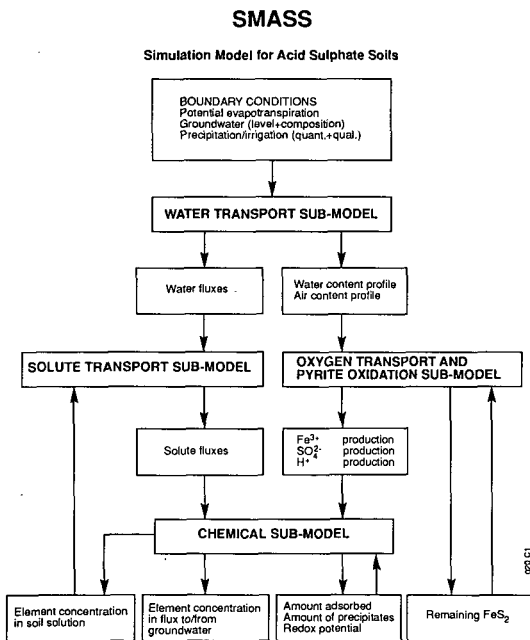 SMASS
Simulation Model for Acid Sulphate Soils
BOUNDARY CONDITIONS
Potential evapotranspiration
Groundwater (level+composition)
Precipitation/irrigation (quant.+qual.)
WATER TRANSPORT SUB-MODEL
Water fluxes
Water content profile
Air content profile
SOLUTE TRANSPORT SUB-MODEL
OXYGEN TRANSPORT AND
PYRITE OXIDATION SUB-MODEL
Solute fluxes
Fe³⁺ production
SO₄²⁻ production
H⁺ production
CHEMICAL SUB-MODEL
Element concentration
in soil solution
Element concentration
in flux to/from
groundwater
Amount adsorbed
Amount of precipitates
Redox potential
Remaining FeS₂